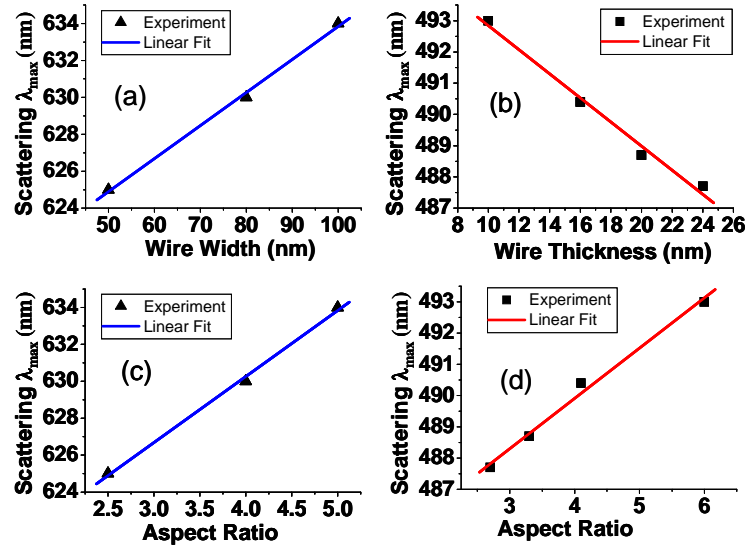 Scattering λmax (nm)
634
632
630
628
626
624
Experiment
Linear Fit
(a)
50 60 70 80 90 100
Wire Width (nm)
Scattering λmax (nm)
493
492
491
490
489
488
487
Experiment
Linear Fit
(b)
8 10 12 14 16 18 20 22 24 26
Wire Thickness (nm)
Scattering λmax (nm)
634
632
630
628
626
624
Experiment
Linear Fit
(c)
2.5 3.0 3.5 4.0 4.5 5.0
Aspect Ratio
Scattering λmax (nm)
493
492
491
490
489
488
487
Experiment
Linear Fit
(d)
3 4 5 6
Aspect Ratio